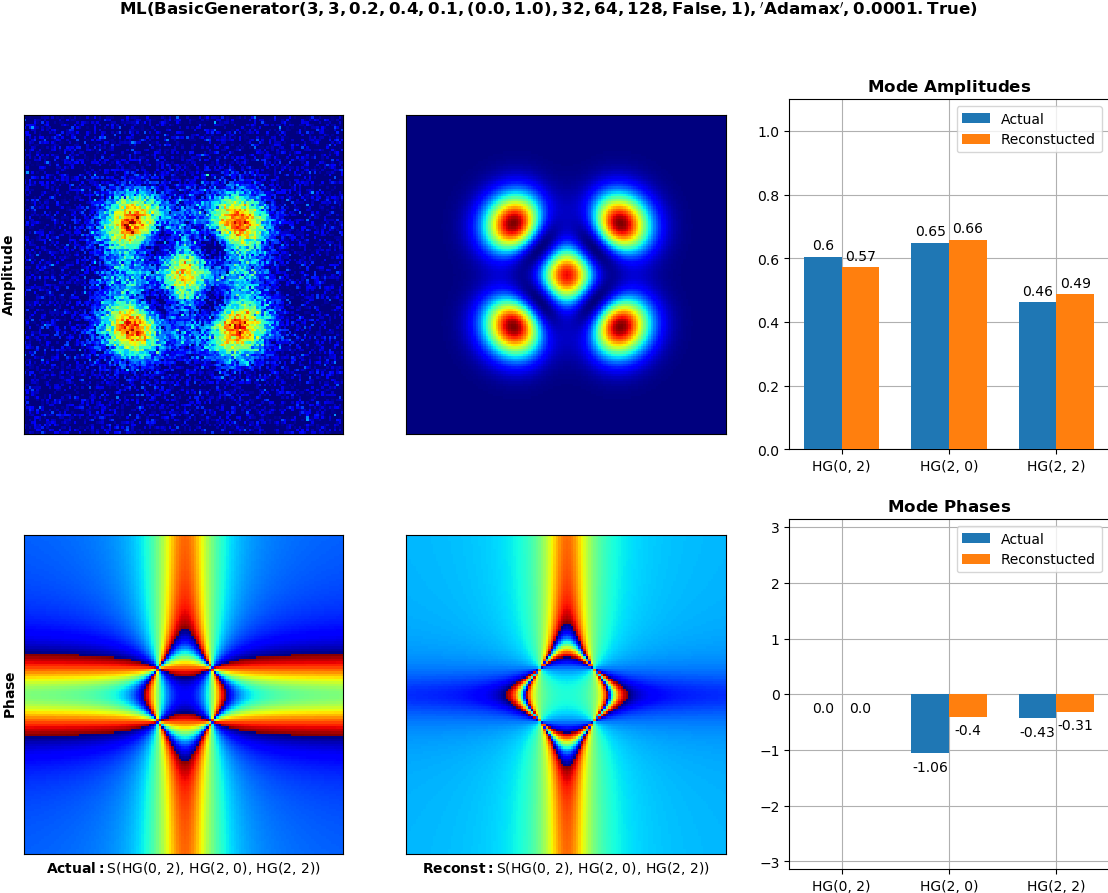 ML(BasicGenerator(3, 3, 0.2, 0.4, 0.1, (0.0, 1.0), 32, 64, 128, False, 1), ′Adamax′, 0.0001. True)
Amplitude
Mode Amplitudes
Actual
Reconstucted
1.0
0.8
0.6
0.4
0.2
0.0
0.6
0.57
0.65
0.66
0.46
0.49
HG(0, 2)
HG(2, 0)
HG(2, 2)
Phase
Actual: S(HG(0, 2), HG(2, 0), HG(2, 2))
Reconst: S(HG(0, 2), HG(2, 0), HG(2, 2))
Mode Phases
Actual
Reconstucted
3
2
1
0
−1
−2
−3
0.0
0.0
-1.06
-0.4
-0.43
-0.31
HG(0, 2)
HG(2, 0)
HG(2, 2)